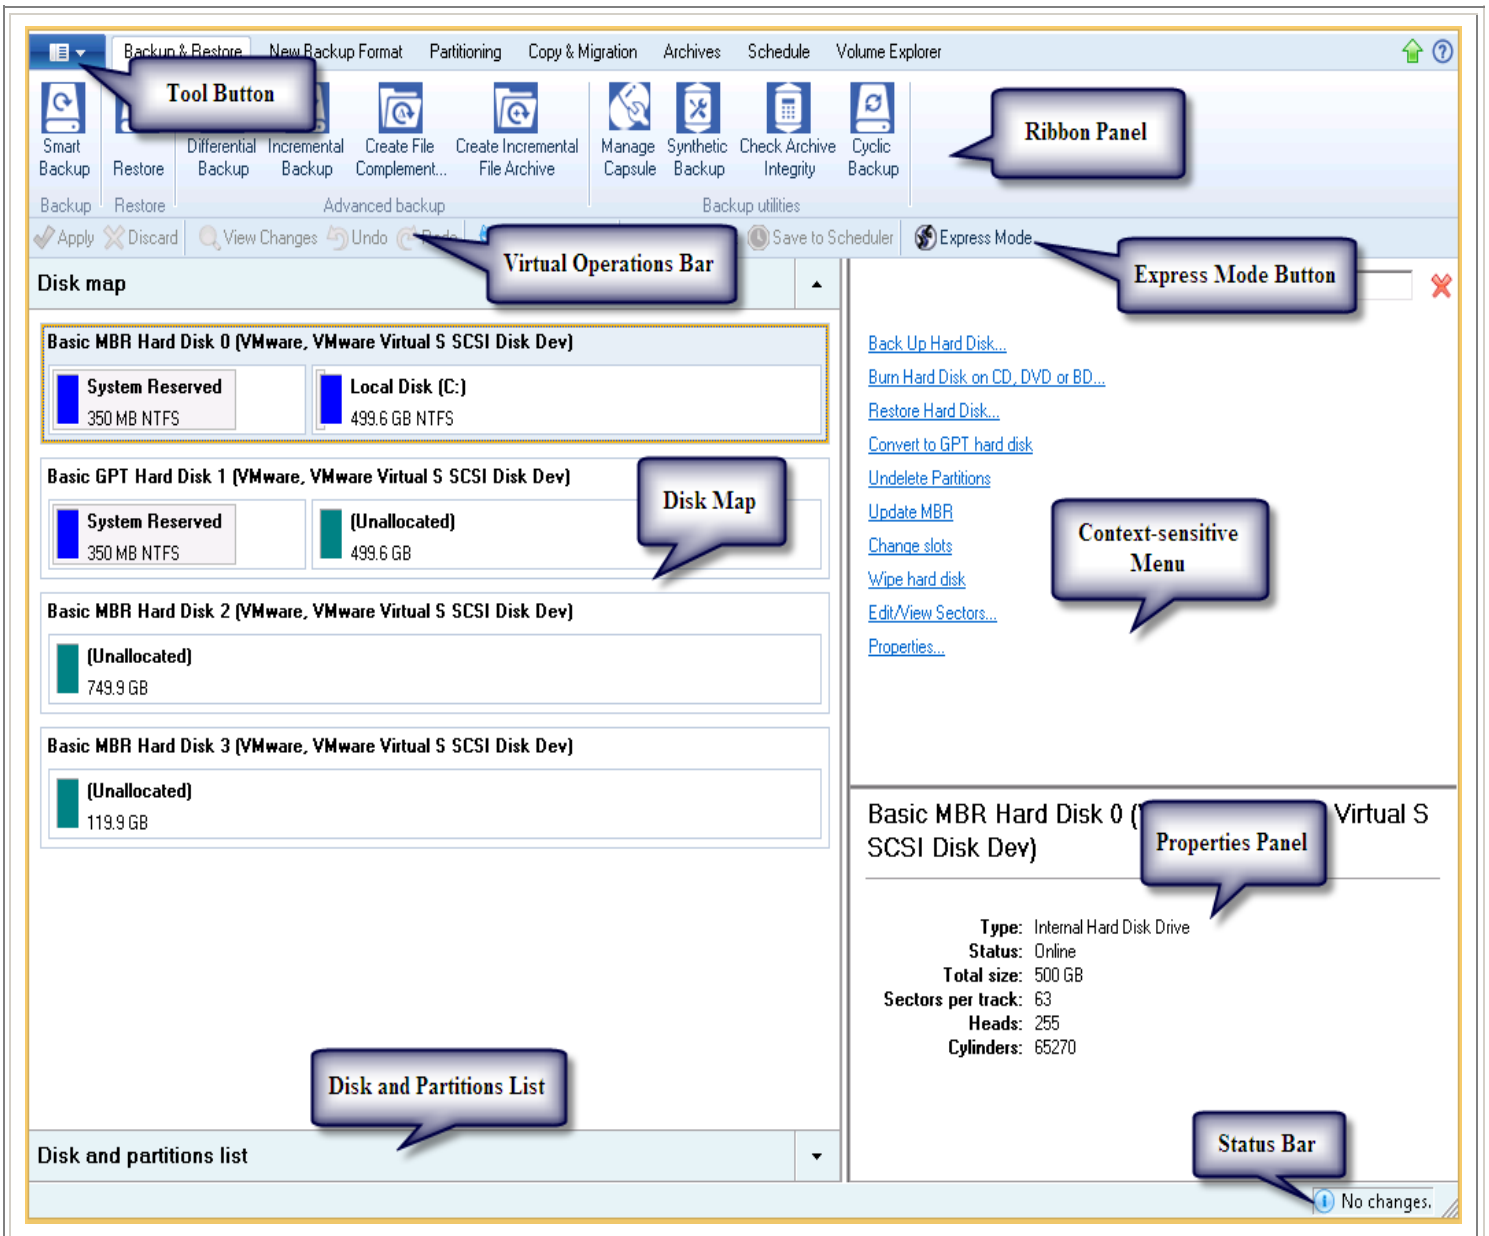 Backup & Restore New Backup Format Partitioning Copy & Migration Archives Schedule Volume Explorer
Tool Button
Ribbon Panel
Smart Backup
Restore
Differential Backup
Incremental Backup
Create File Complement...
Create Incremental File Archive
Manage Capsule
Synthetic Backup
Check Archive Integrity
Cyclic Backup
Backup Restore Advanced backup Backup utilities
Apply Discard View Changes Undo Redo Save to Scheduler Express Mode
Virtual Operations Bar
Express Mode Button
Disk map
Basic MBR Hard Disk 0 (VMware, VMware Virtual S SCSI Disk Dev)
System Reserved
350 MB NTFS
Local Disk (C:)
499.6 GB NTFS
Basic GPT Hard Disk 1 (VMware, VMware Virtual S SCSI Disk Dev)
System Reserved
350 MB NTFS
(Unallocated)
499.6 GB
Disk Map
Basic MBR Hard Disk 2 (VMware, VMware Virtual S SCSI Disk Dev)
(Unallocated)
749.9 GB
Basic MBR Hard Disk 3 (VMware, VMware Virtual S SCSI Disk Dev)
(Unallocated)
119.9 GB
Disk and Partitions List
Disk and partitions list
Back Up Hard Disk...
Burn Hard Disk on CD, DVD or BD...
Restore Hard Disk...
Convert to GPT hard disk
Undelete Partitions
Update MBR
Change slots
Wipe hard disk
Edit/View Sectors...
Properties...
Context-sensitive
Menu
Basic MBR Hard Disk 0 ( Virtual S
SCSI Disk Dev)
Properties Panel
Type: Internal Hard Disk Drive
Status: Online
Total size: 500 GB
Sectors per track: 63
Heads: 255
Cylinders: 65270
Status Bar
No changes.